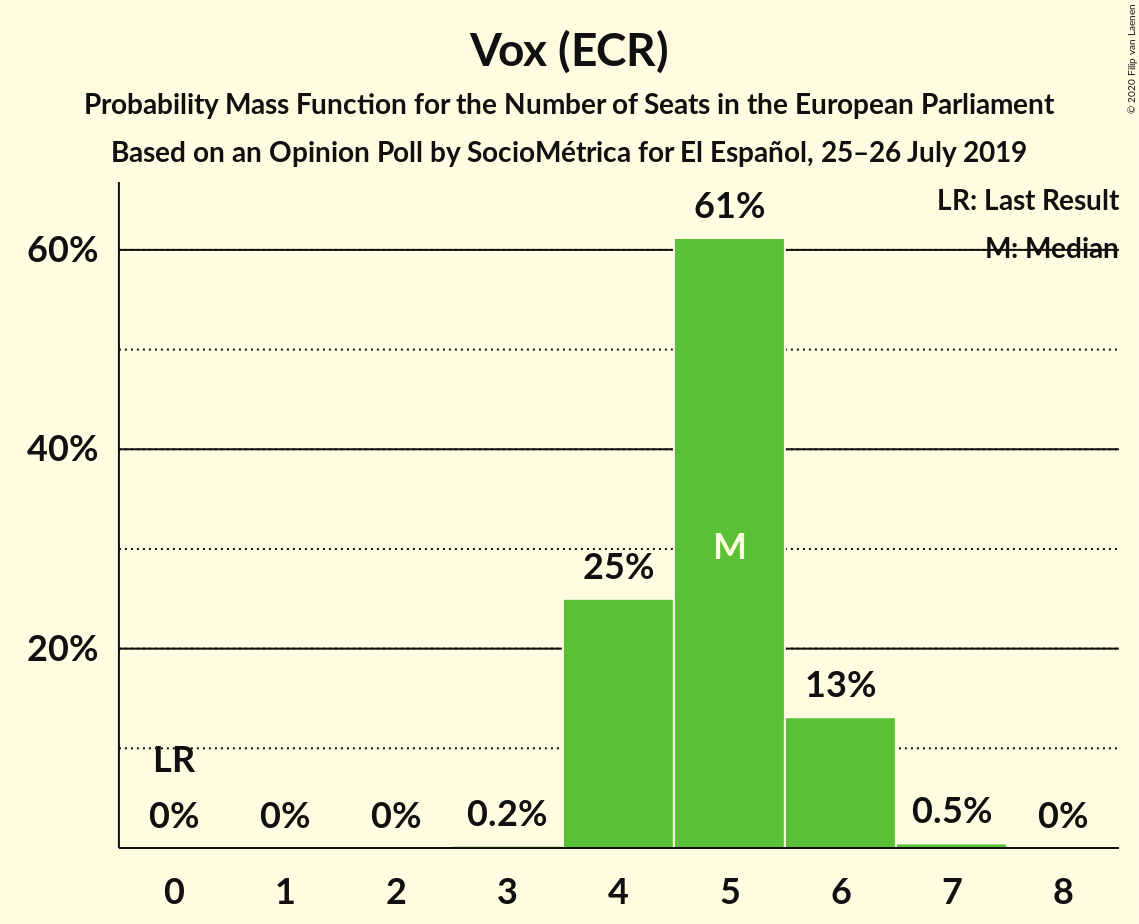 © 2020 Filip van Laenen
Vox (ECR)
Probability Mass Function for the Number of Seats in the European Parliament
Based on an Opinion Poll by SocioMétrica for El Español, 25–26 July 2019
LR: Last Result
M: Median
61%
60%
40%
M
25%
20%
13%
LR
0% 0% 0% 0.2% 0.5% 0%
0 1 2 3 4 5 6 7 8